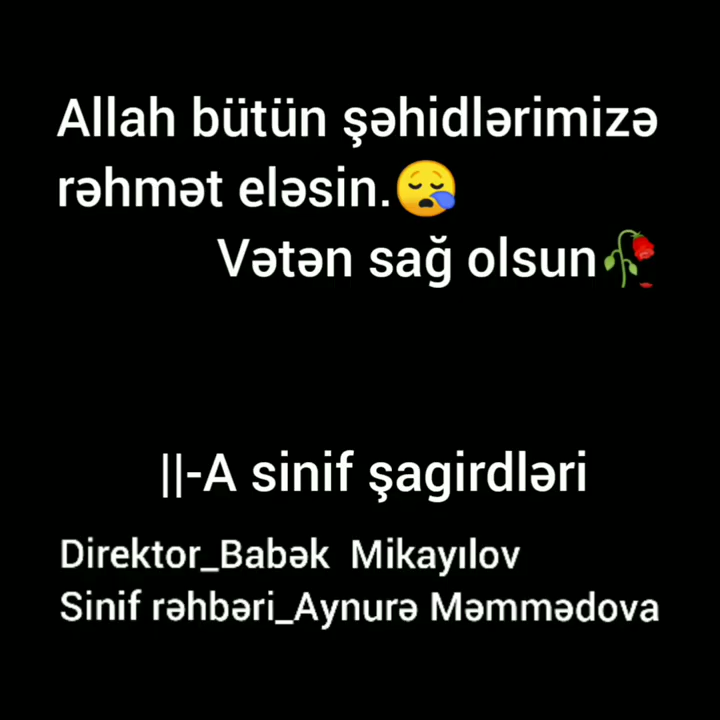 Allah bütün şəhidlərimizə
rəhmət eləsin.😪
Vətən sağ olsun🥀
||-A sinif şagirdləri
Direktor_Babək Mikayılov
Sinif rəhbəri_Aynurə Məmmədova